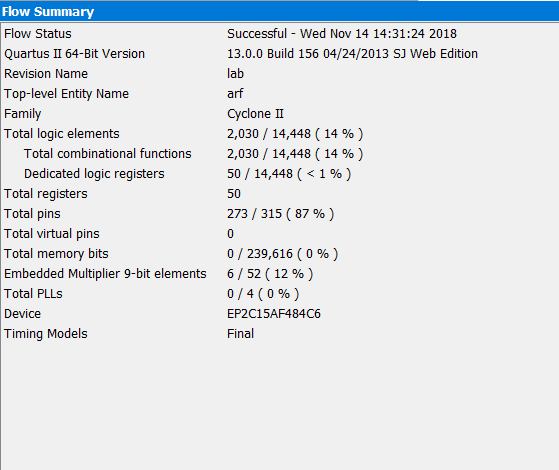 Flow Summary
Flow Status Successful - Wed Nov 14 14:31:24 2018
Quartus II 64-Bit Version 13.0.0 Build 156 04/24/2013 SJ Web Edition
Revision Name lab
Top-level Entity Name arf
Family Cyclone II
Total logic elements 2,030 / 14,448 ( 14 % )
Total combinational functions 2,030 / 14,448 ( 14 % )
Dedicated logic registers 50 / 14,448 ( < 1 % )
Total registers 50
Total pins 273 / 315 ( 87 % )
Total virtual pins 0
Total memory bits 0 / 239,616 ( 0 % )
Embedded Multiplier 9-bit elements 6 / 52 ( 12 % )
Total PLLs 0 / 4 ( 0 % )
Device EP2C15AF484C6
Timing Models Final